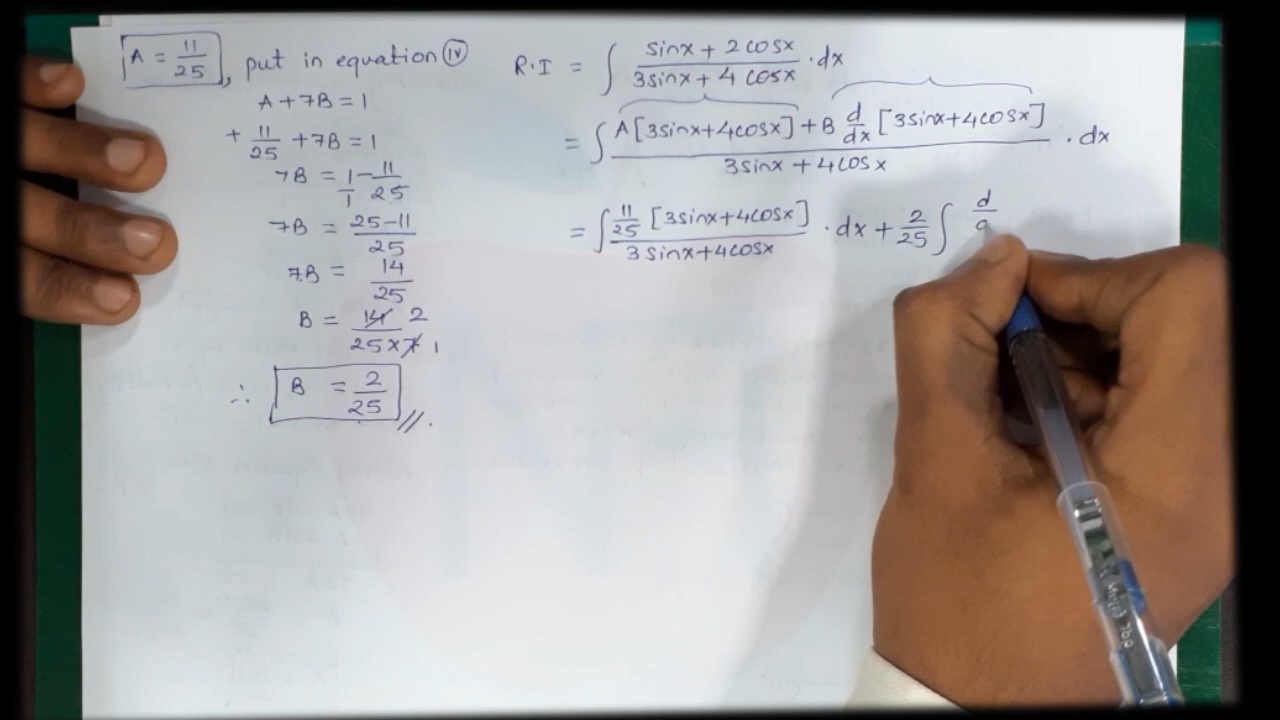 A = 11/25, put in equation (iv)
A + 7B = 1
+ 11/25 + 7B = 1
7B = 1/1 - 11/25
7B = 25-11/25
7B = 14/25
B = 14 2/25×7 1
∴ B = 2/25 //.
R.I = ∫ sinx + 2cosx/3sinx + 4cosx .dx
= ∫ A[3sinx+4cosx] + B d/dx [3sinx+4cosx]/3sinx + 4cosx . dx
= ∫ 11/25 [3sinx+4cosx]/3sinx+4cosx . dx + 2/25 ∫ d/